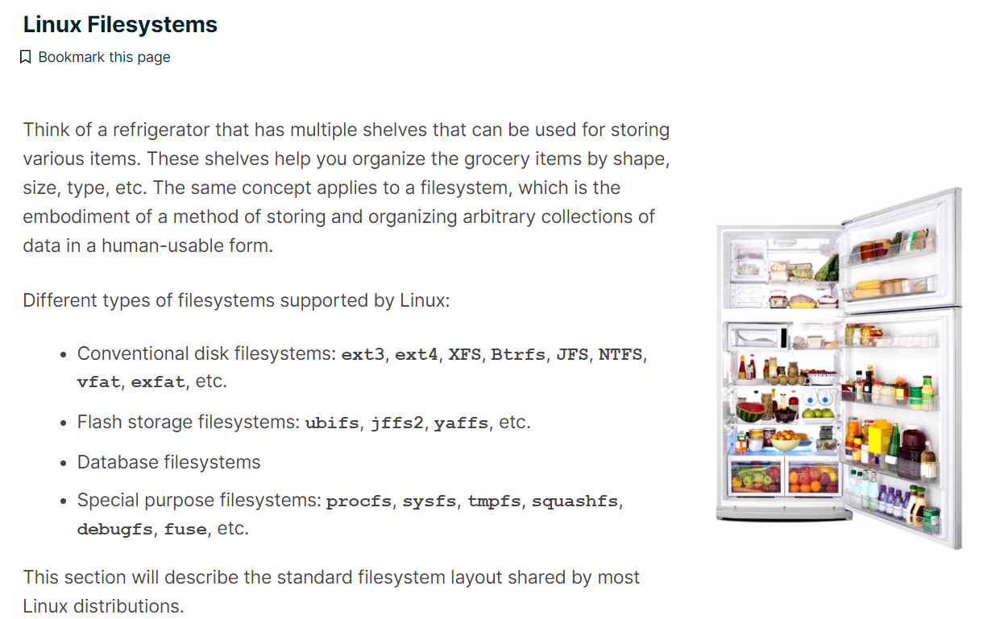 Linux Filesystems
Bookmark this page
Think of a refrigerator that has multiple shelves that can be used for storing
various items. These shelves help you organize the grocery items by shape,
size, type, etc. The same concept applies to a filesystem, which is the
embodiment of a method of storing and organizing arbitrary collections of
data in a human-usable form.
Different types of filesystems supported by Linux:
• Conventional disk filesystems: ext3, ext4, XFS, Btrfs, JFS, NTFS,
vfat, exfat, etc.
• Flash storage filesystems: ubifs, jffs2, yaffs, etc.
• Database filesystems
• Special purpose filesystems: procfs, sysfs, tmpfs, squashfs,
debugfs, fuse, etc.
This section will describe the standard filesystem layout shared by most
Linux distributions.